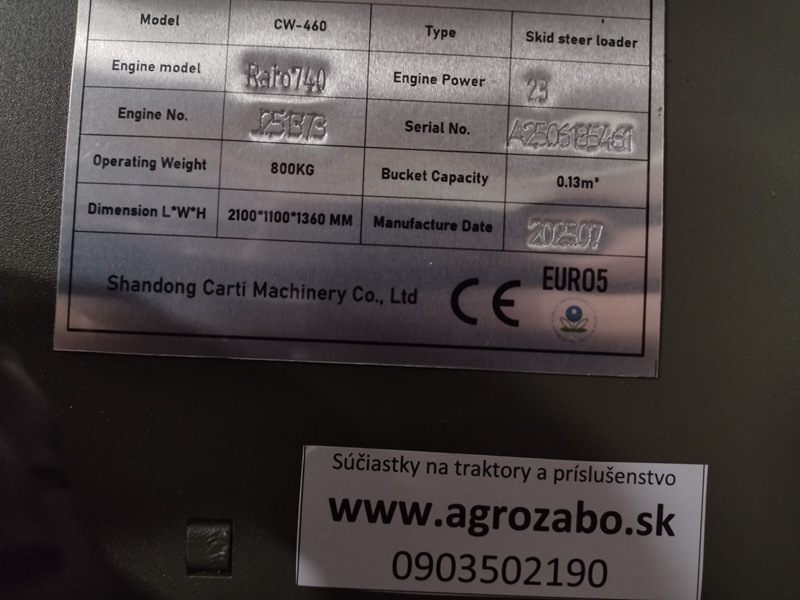 Model CW-460 Type Skid steer loader
Engine model Rato740 Engine Power 23
Engine No. J251373 Serial No.
Operating Weight 800KG Bucket Capacity 0.13m³
Dimension L*W*H 2100*1100*1360 MM Manufacture Date 202507
Shandong Carti Machinery Co., Ltd CE EURO5
Súčiastky na traktory a príslušenstvo
www.agrozabo.sk
0903502190